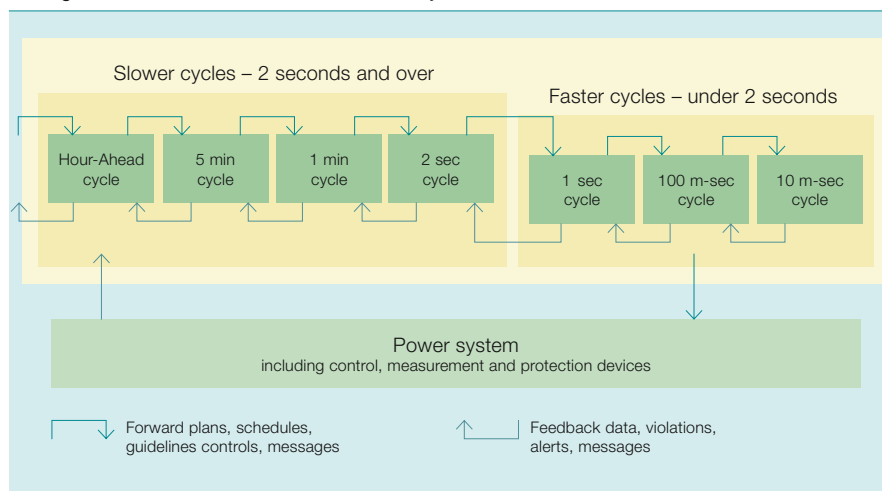 Slower cycles – 2 seconds and over
Faster cycles – under 2 seconds
Hour-Ahead
cycle
5 min
cycle
1 min
cycle
2 sec
cycle
1 sec
cycle
100 m-sec
cycle
10 m-sec
cycle
Power system
including control, measurement and protection devices
Forward plans, schedules,
guidelines controls, messages
Feedback data, violations,
alerts, messages